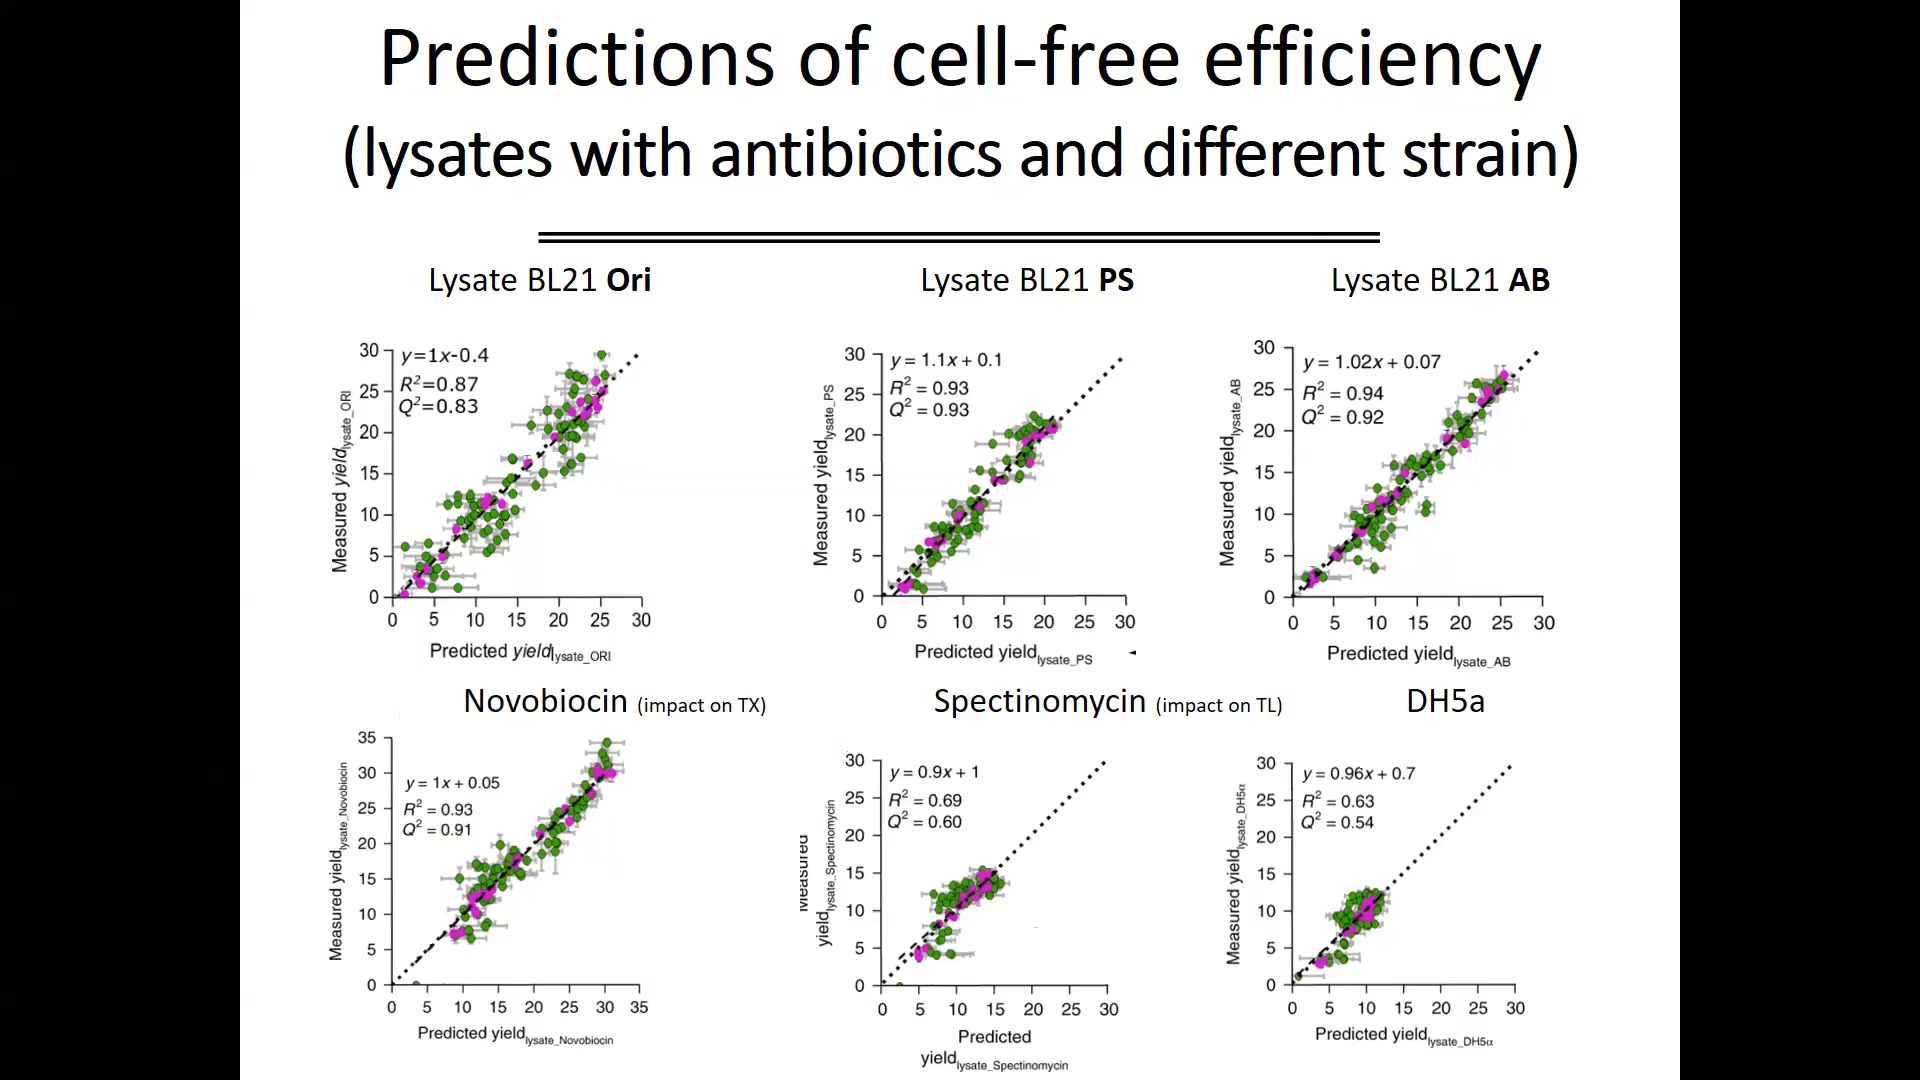 Predictions of cell-free efficiency
(lysates with antibiotics and different strain)
Lysate BL21 Ori
Lysate BL21 PS
Lysate BL21 AB
y=1x-0.4
R²=0.87
Q²=0.83
30
25
20
15
10
5
0
0 5 10 15 20 25 30
Measured yieldlysate_ORI
Predicted yieldlysate_ORI
y = 1.1x + 0.1
R² = 0.93
Q² = 0.93
30
25
20
15
10
5
0
0 5 10 15 20 25 30
Measured yieldlysate_PS
Predicted yieldlysate_PS
y = 1.02x + 0.07
R² = 0.94
Q² = 0.92
30
25
20
15
10
5
0
0 5 10 15 20 25 30
Measured yieldlysate_AB
Predicted yieldlysate_AB
Novobiocin (impact on TX)
Spectinomycin (impact on TL)
DH5a
y = 1x + 0.05
R² = 0.93
Q² = 0.91
35
30
25
20
15
10
5
0
0 5 10 15 20 25 30 35
Measured yieldlysate_Novobiocin
Predicted yieldlysate_Novobiocin
y = 0.9x + 1
R² = 0.69
Q² = 0.60
30
25
20
15
10
5
0
0 5 10 15 20 25 30
Measured
yieldlysate_Spectinomycin
Predicted
yieldlysate_Spectinomycin
y = 0.96x + 0.7
R² = 0.63
Q² = 0.54
30
25
20
15
10
5
0
0 5 10 15 20 25 30
Measured yieldlysate_DH5α
Predicted yieldlysate_DH5α